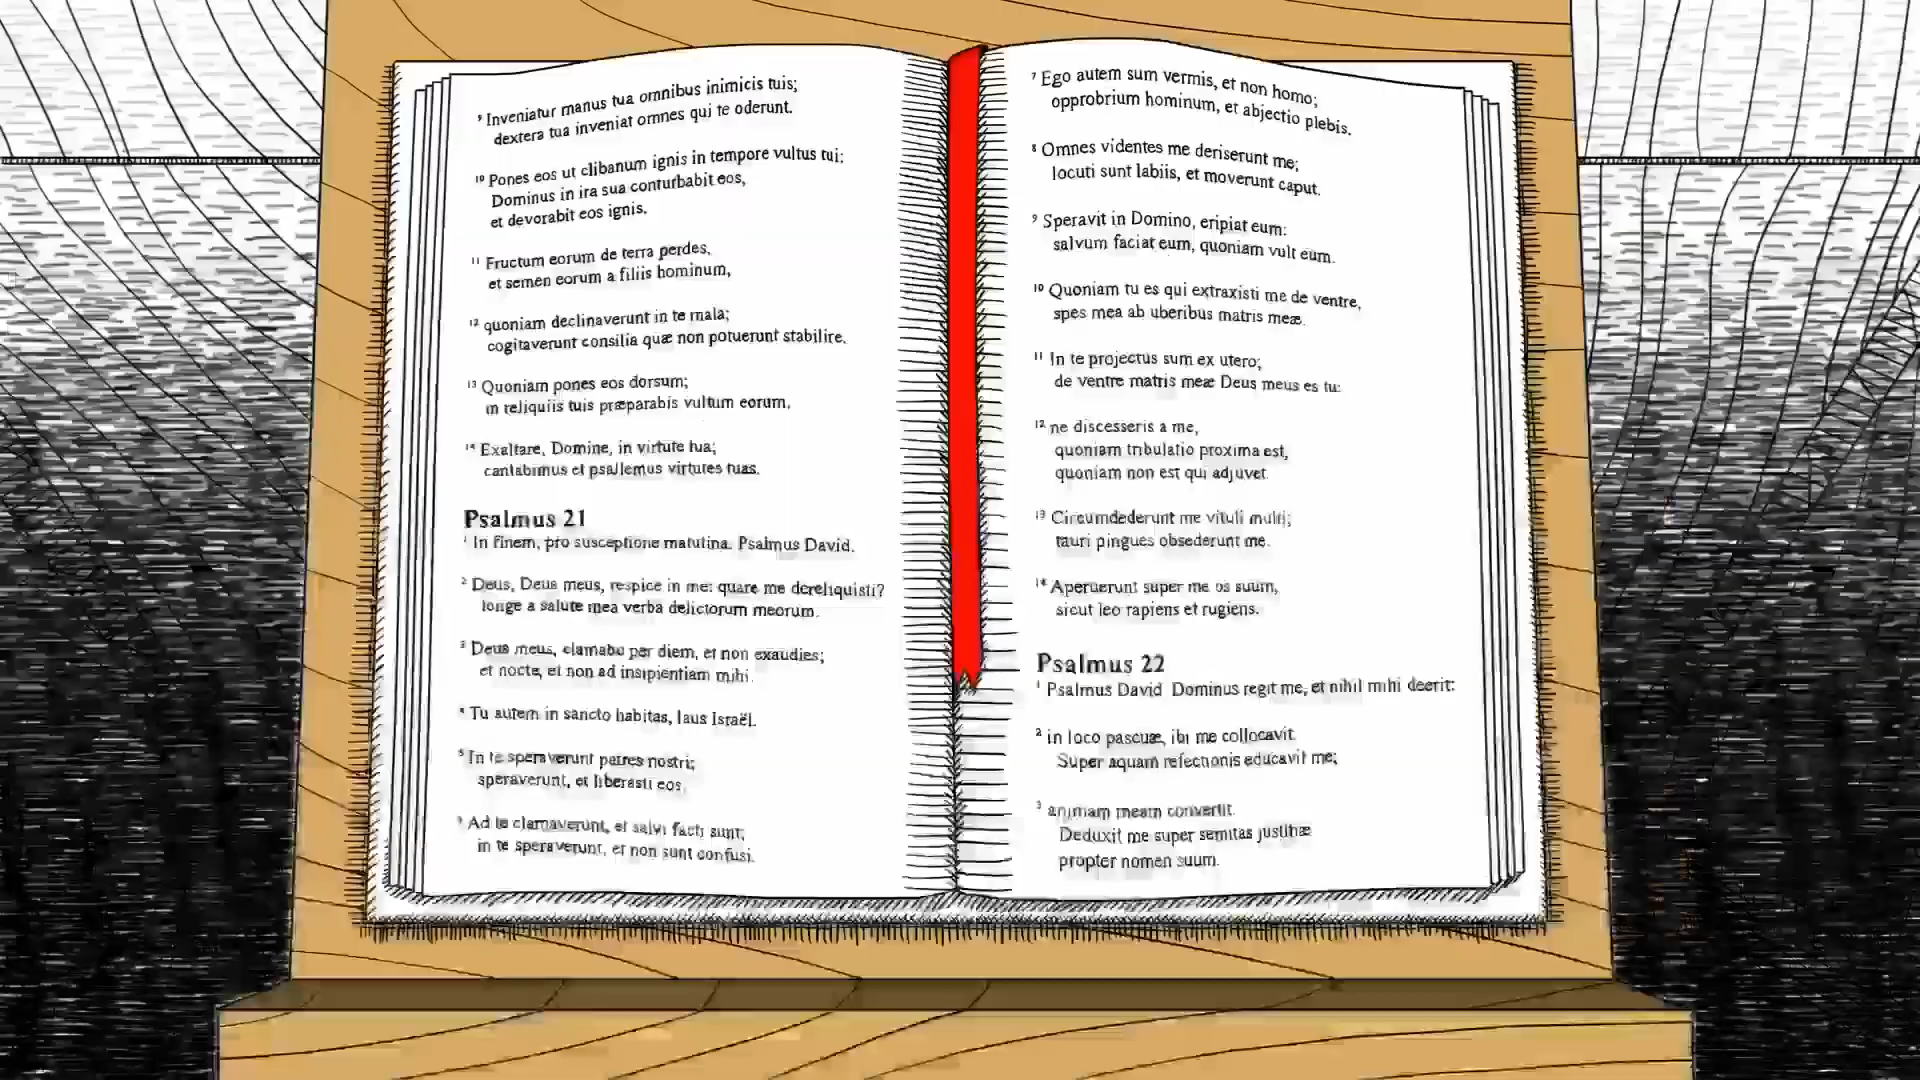 9 Inveniatur manus tua omnibus inimicis tuis;
dextera tua inveniat omnes qui te oderunt.
10 Pones eos ut clibanum ignis in tempore vultus tui:
Dominus in ira sua conturbabit eos,
et devorabit eos ignis.
11 Fructum eorum de terra perdes,
et semen eorum a filiis hominum,
12 quoniam declinaverunt in te mala;
cogitaverunt consilia quæ non potuerunt stabilire.
13 Quoniam pones eos dorsum;
in reliquiis tuis præparabis vultum eorum.
14 Exaltare, Domine, in virtute tua;
cantabimus et psallemus virtutes tuas.
Psalmus 21
1 In finem, pro susceptione matutina. Psalmus David.
2 Deus, Deus meus, respice in me: quare me dereliquisti?
longe a salute mea verba delictorum meorum.
3 Deus meus, clamabo per diem, et non exaudies;
et nocte, et non ad insipientiam mihi.
4 Tu autem in sancto habitas, laus Israël.
5 In te speraverunt patres nostri;
speraverunt, et liberasti eos.
Ad te clamaverunt, et salvi facti sunt;
in te speraverunt, et non sunt confusi.
7 Ego autem sum vermis, et non homo;
opprobrium hominum, et abjectio plebis.
8 Omnes videntes me deriserunt me;
locuti sunt labiis, et moverunt caput.
9 Speravit in Domino, eripiat eum:
salvum faciat eum, quoniam vult eum.
10 Quoniam tu es qui extraxisti me de ventre,
spes mea ab uberibus matris meæ.
11 In te projectus sum ex utero;
de ventre matris meæ Deus meus es tu:
12 ne discesseris a me,
quoniam tribulatio proxima est,
quoniam non est qui adjuvet.
13 Circumdederunt me vituli multi;
tauri pingues obsederunt me.
14 Aperuerunt super me os suum,
sicut leo rapiens et rugiens.
Psalmus 22
1 Psalmus David Dominus regit me, et nihil mihi deerit:
2 in loco pascuæ, ibi me collocavit.
Super aquam refectionis educavit me;
3 animam meam convertit.
Deduxit me super semitas justitiæ
propter nomen suum.